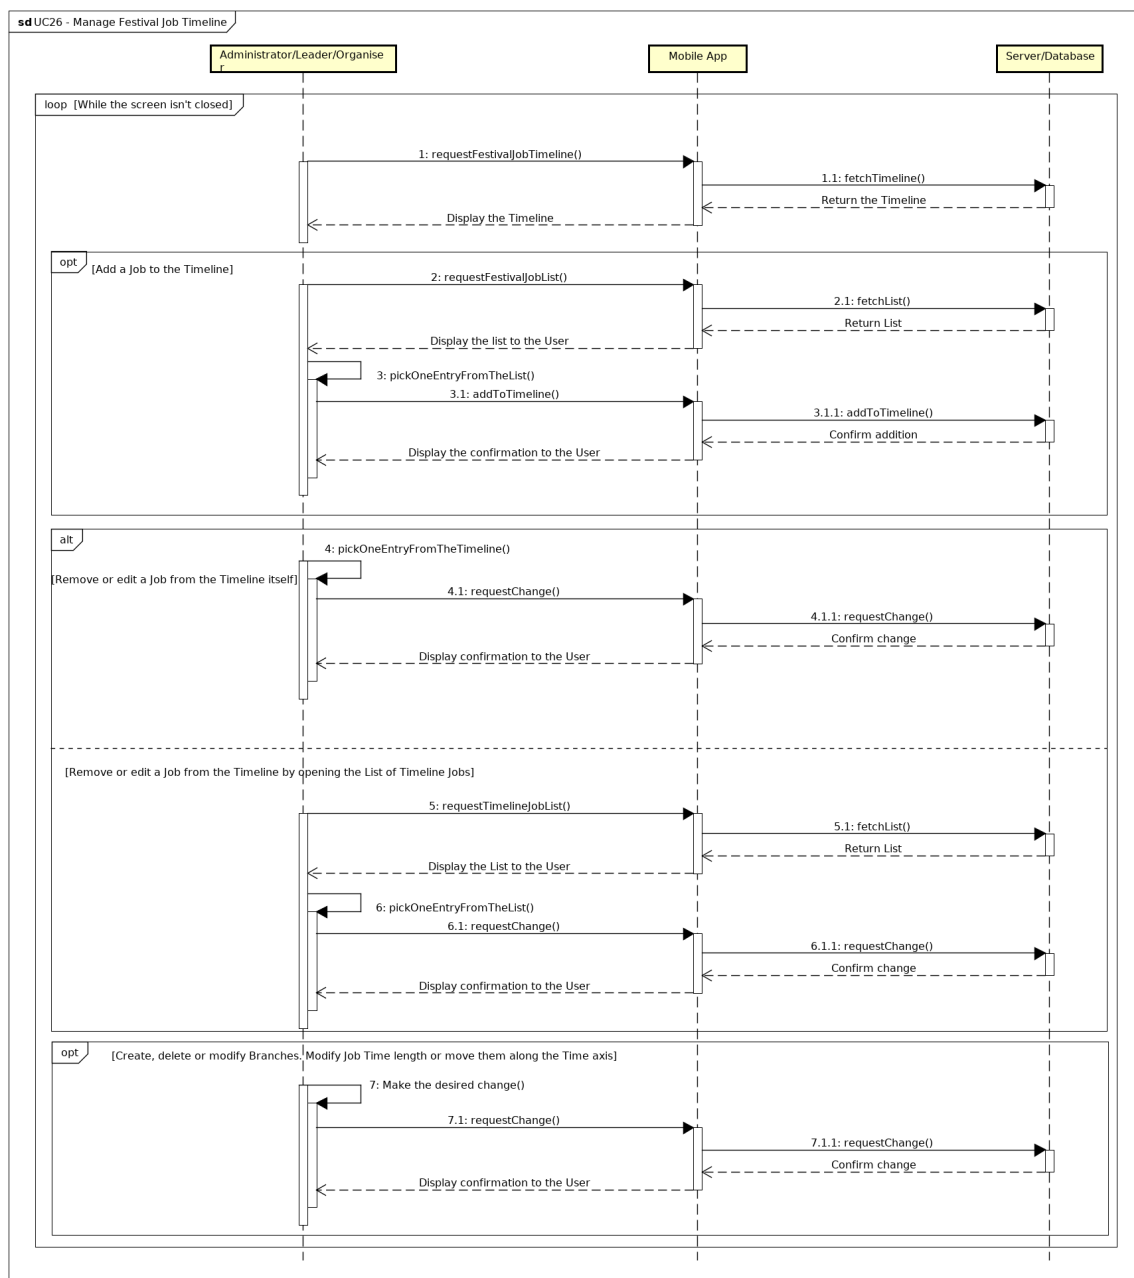 sd UC26 - Manage Festival Job Timeline
Administrator/Leader/Organise
r
Mobile App
Server/Database
loop [While the screen isn't closed]
1: requestFestivalJobTimeline()
1.1: fetchTimeline()
Return the Timeline
Display the Timeline
opt
[Add a Job to the Timeline]
2: requestFestivalJobList()
2.1: fetchList()
Return List
Display the list to the User
3: pickOneEntryFromTheList()
3.1: addToTimeline()
3.1.1: addToTimeline()
Confirm addition
Display the confirmation to the User
alt
4: pickOneEntryFromTheTimeline()
[Remove or edit a Job from the Timeline itself]
4.1: requestChange()
4.1.1: requestChange()
Confirm change
Display confirmation to the User
[Remove or edit a Job from the Timeline by opening the List of Timeline Jobs]
5: requestTimelineJobList()
5.1: fetchList()
Return List
Display the List to the User
6: pickOneEntryFromTheList()
6.1: requestChange()
6.1.1: requestChange()
Confirm change
Display confirmation to the User
opt
[Create, delete or modify Branches. Modify Job Time length or move them along the Time axis]
7: Make the desired change()
7.1: requestChange()
7.1.1: requestChange()
Confirm change
Display confirmation to the User